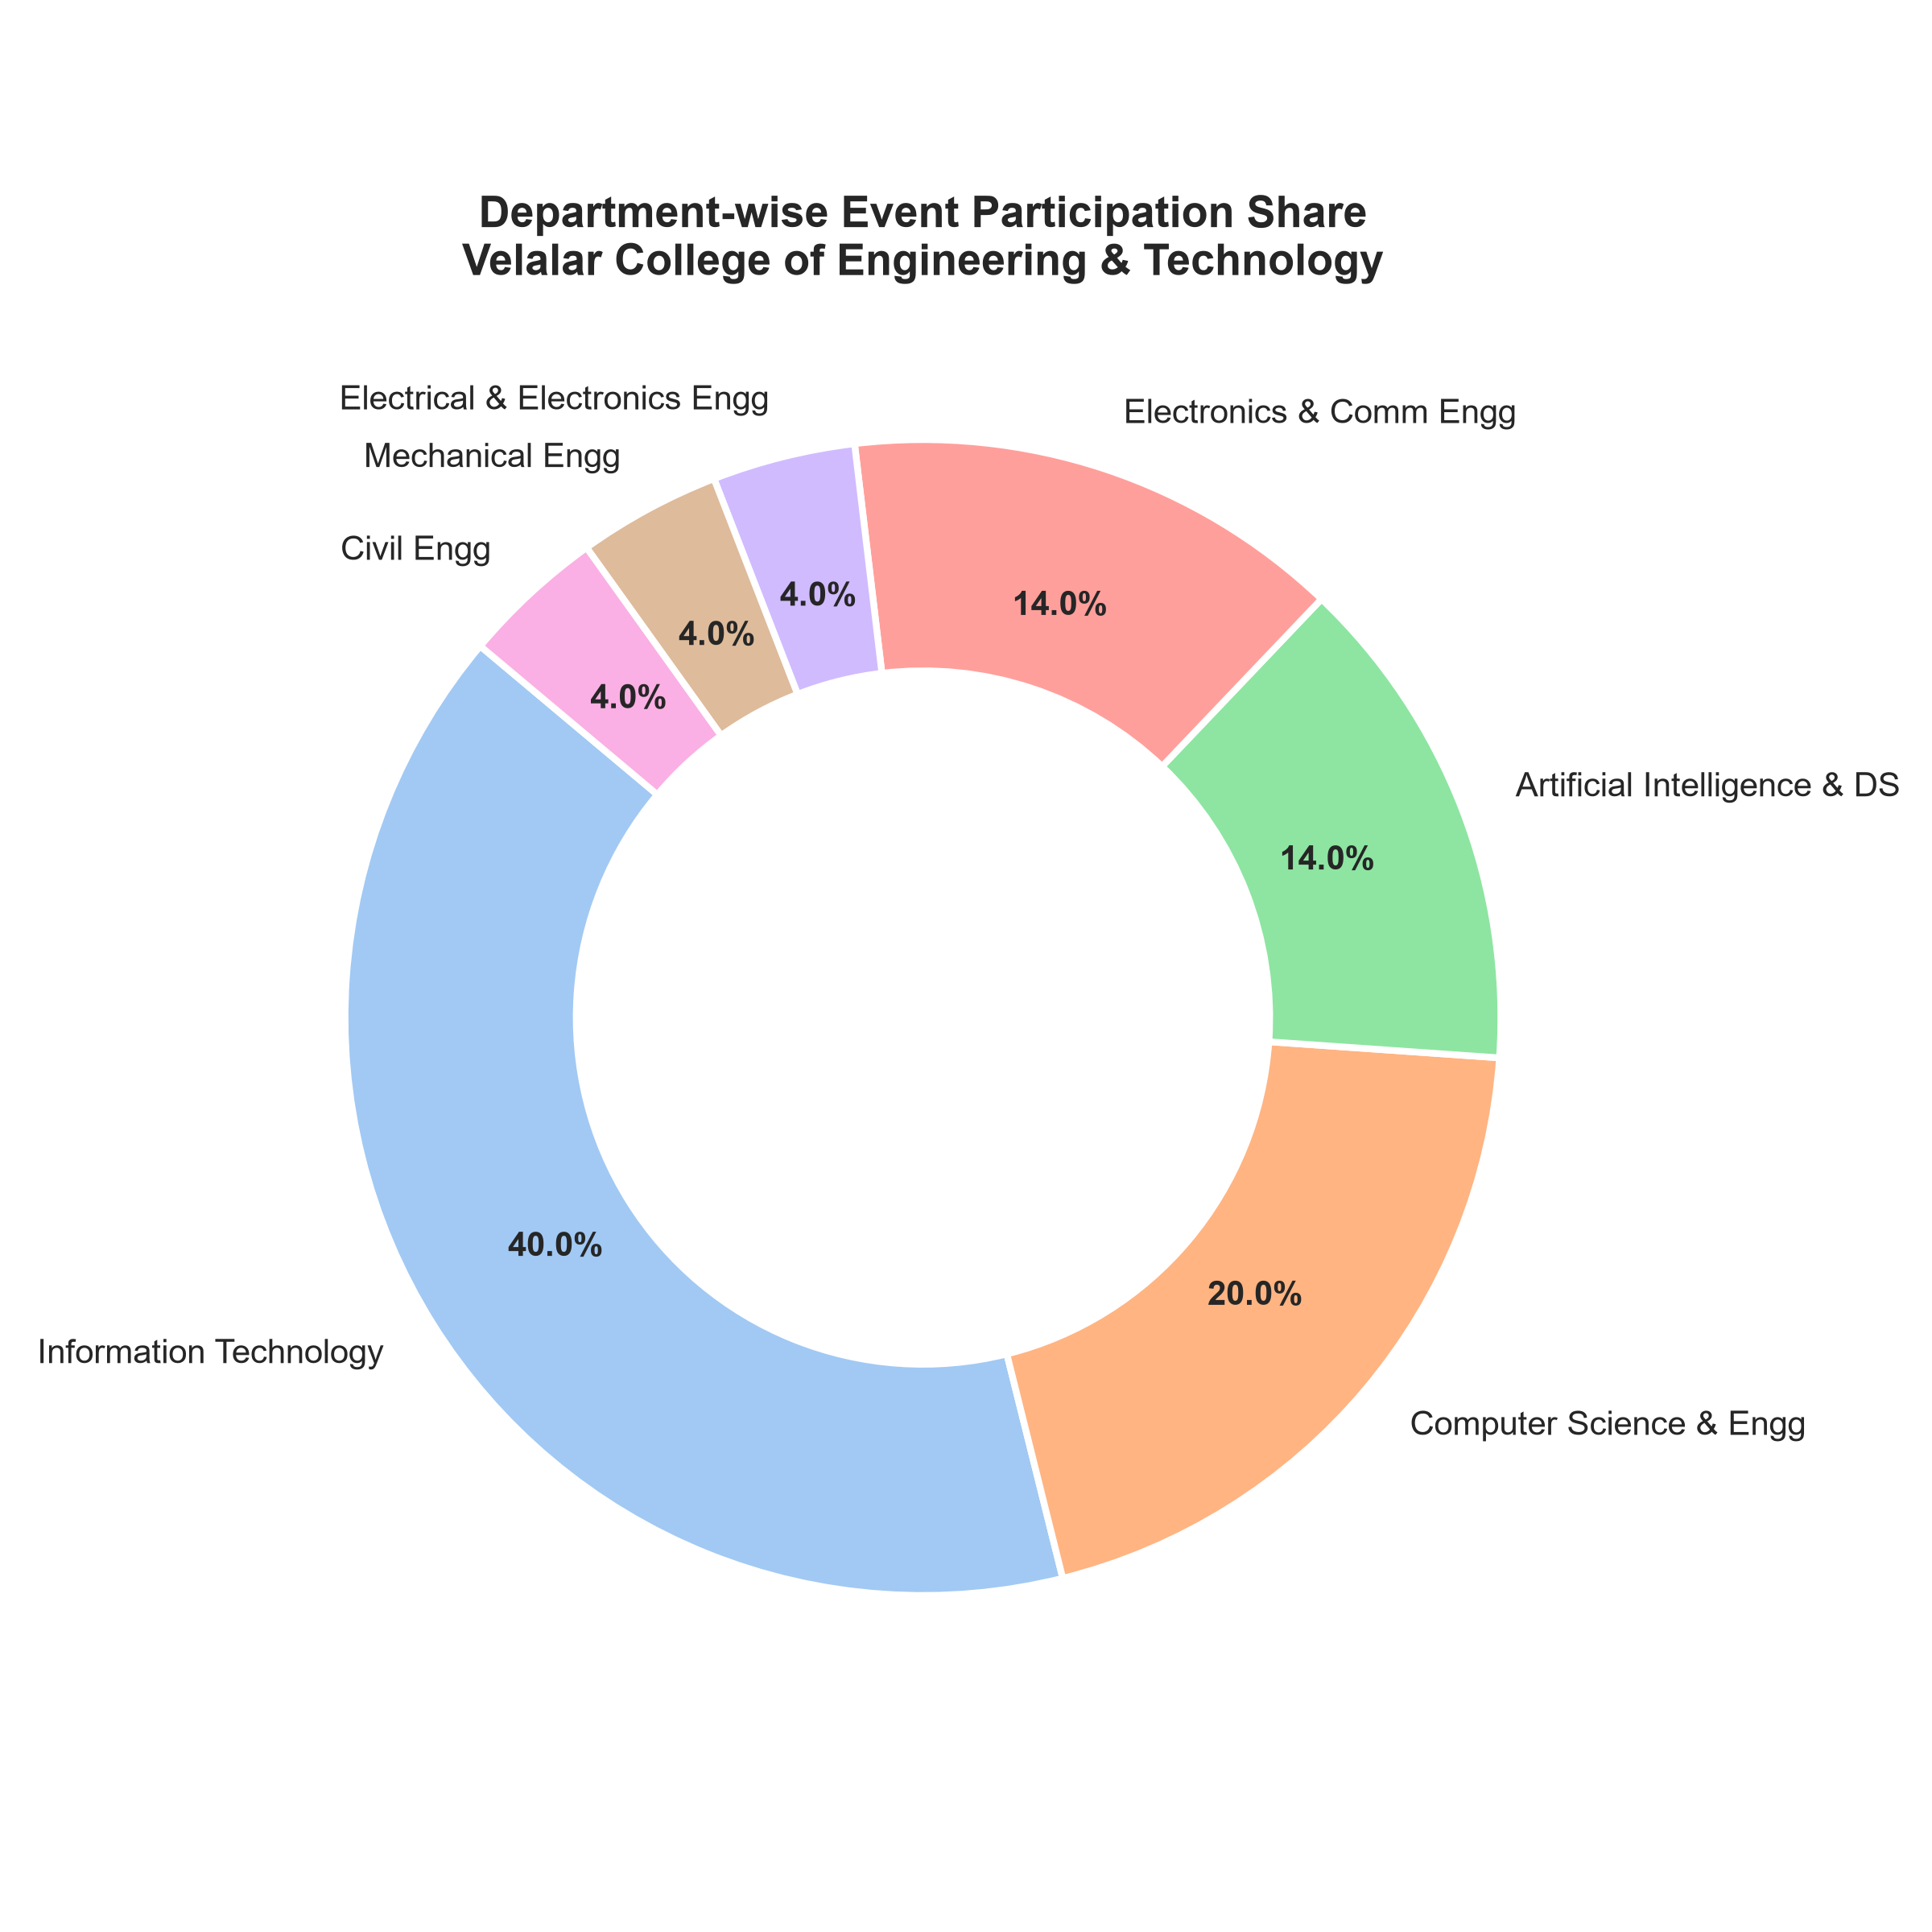 Department-wise Event Participation Share
Velalar College of Engineering & Technology
Electrical & Electronics Engg
Electronics & Comm Engg
Mechanical Engg
Civil Engg
4.0%
14.0%
4.0%
4.0%
Artificial Intelligence & DS
14.0%
40.0%
20.0%
Information Technology
Computer Science & Engg